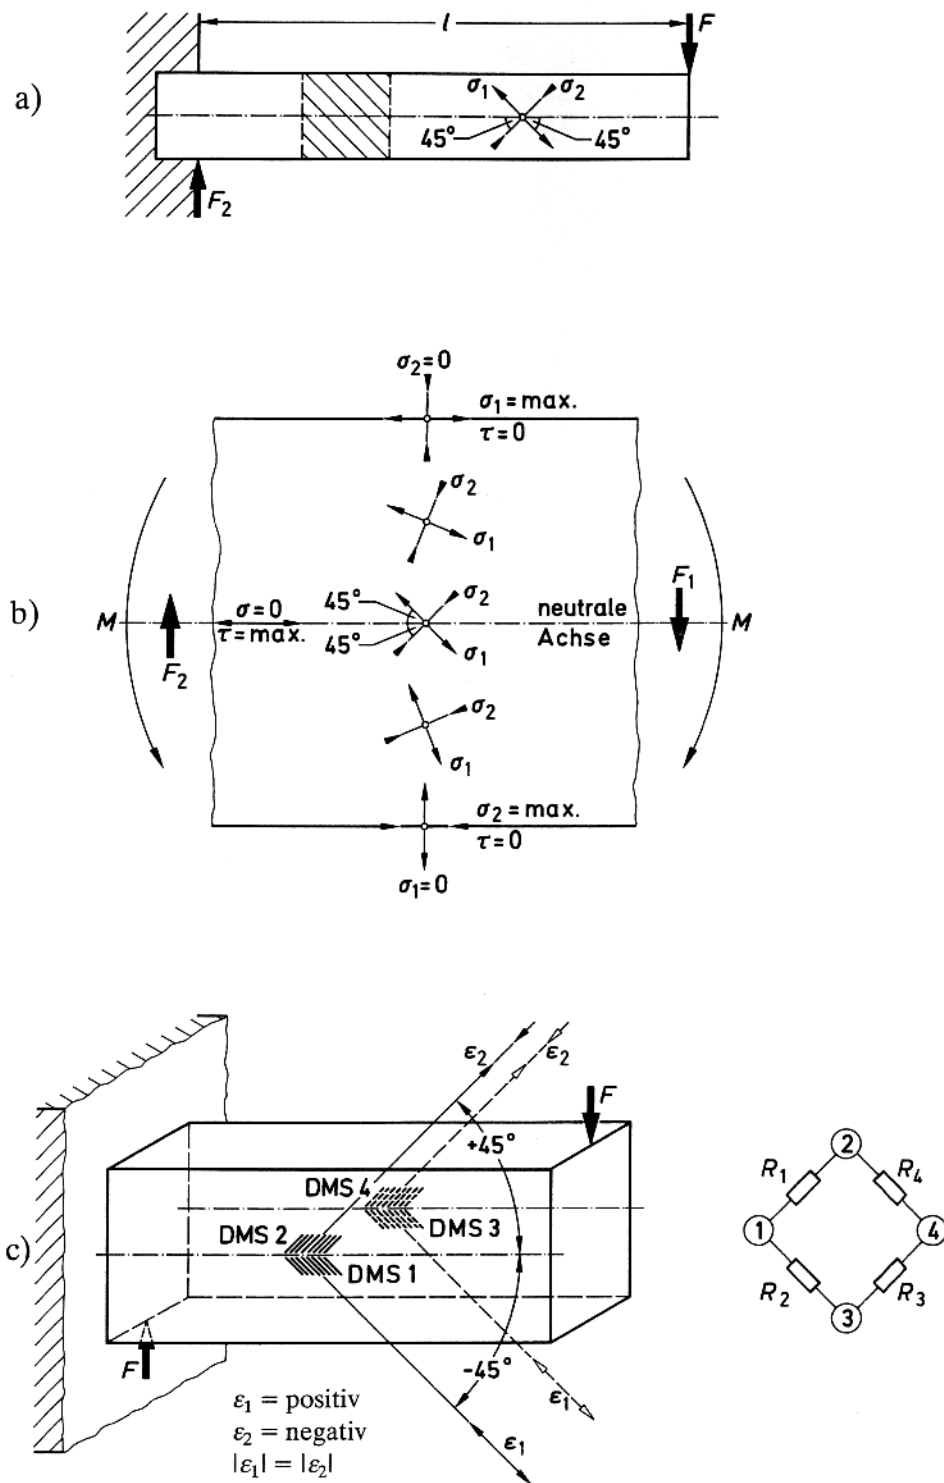 a)
l
F
σ₁
σ₂
45°
45°
F₂
b)
σ₂=0
σ₁=max.
τ=0
σ₂
σ₁
45°
45°
σ=0
τ=max.
σ₂
σ₁
neutrale
Achse
F₁
M
M
F₂
σ₂
σ₁
σ₂=max.
τ=0
σ₁=0
c)
ε₂
ε₂
F
+45°
DMS 4
DMS 3
DMS 2
DMS 1
-45°
F
ε₁
ε₁
ε₁ = positiv
ε₂ = negativ
|ε₁| = |ε₂|
2
R₁
R₄
1
4
R₂
R₃
3